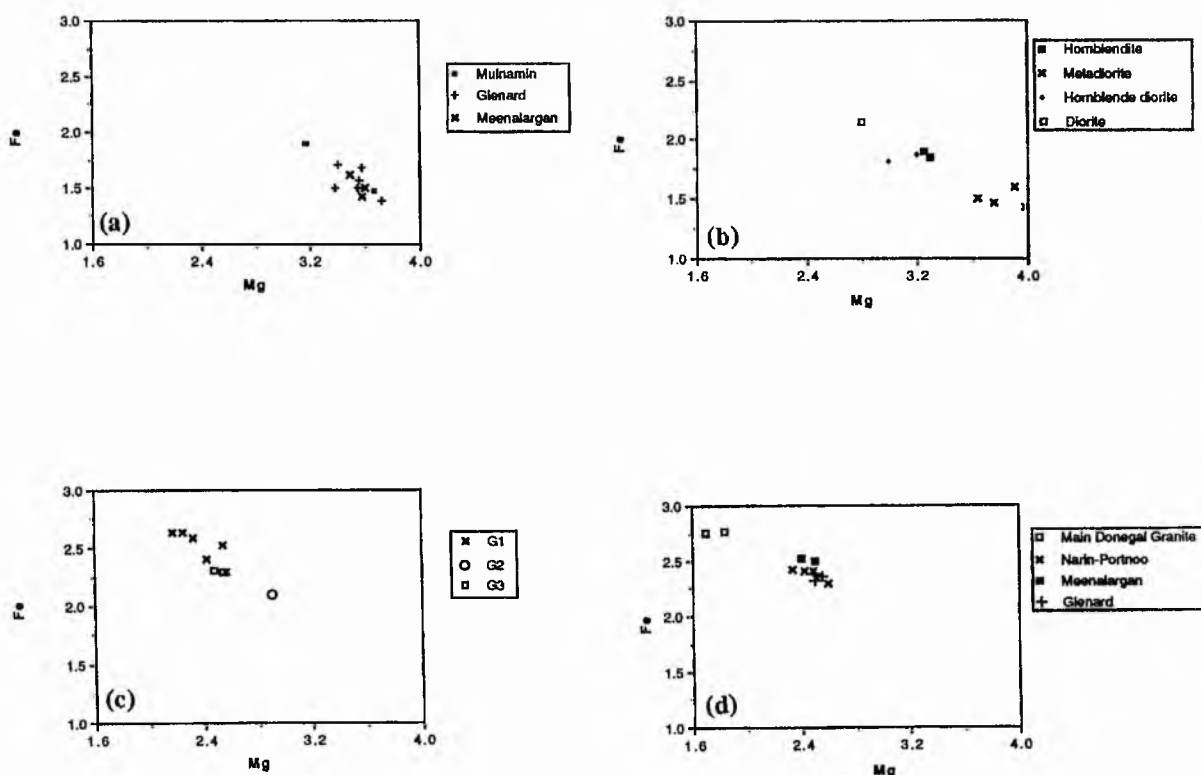 3.0
2.5
2.0
1.5
1.0
Fe
(a)
1.6 2.4 3.2 4.0
Mg
Mulnamin
Glenard
Meenalargan
3.0
2.5
2.0
1.5
1.0
Fe
(b)
1.6 2.4 3.2 4.0
Mg
Hornblendite
Metadiorite
Hornblende diorite
Diorite
3.0
2.5
2.0
1.5
1.0
Fe
(c)
1.6 2.4 3.2 4.0
Mg
G1
G2
G3
3.0
2.5
2.0
1.5
1.0
Fe
(d)
1.6 2.4 3.2 4.0
Mg
Main Donegal Granite
Narin-Portnoo
Meenalargan
Glenard